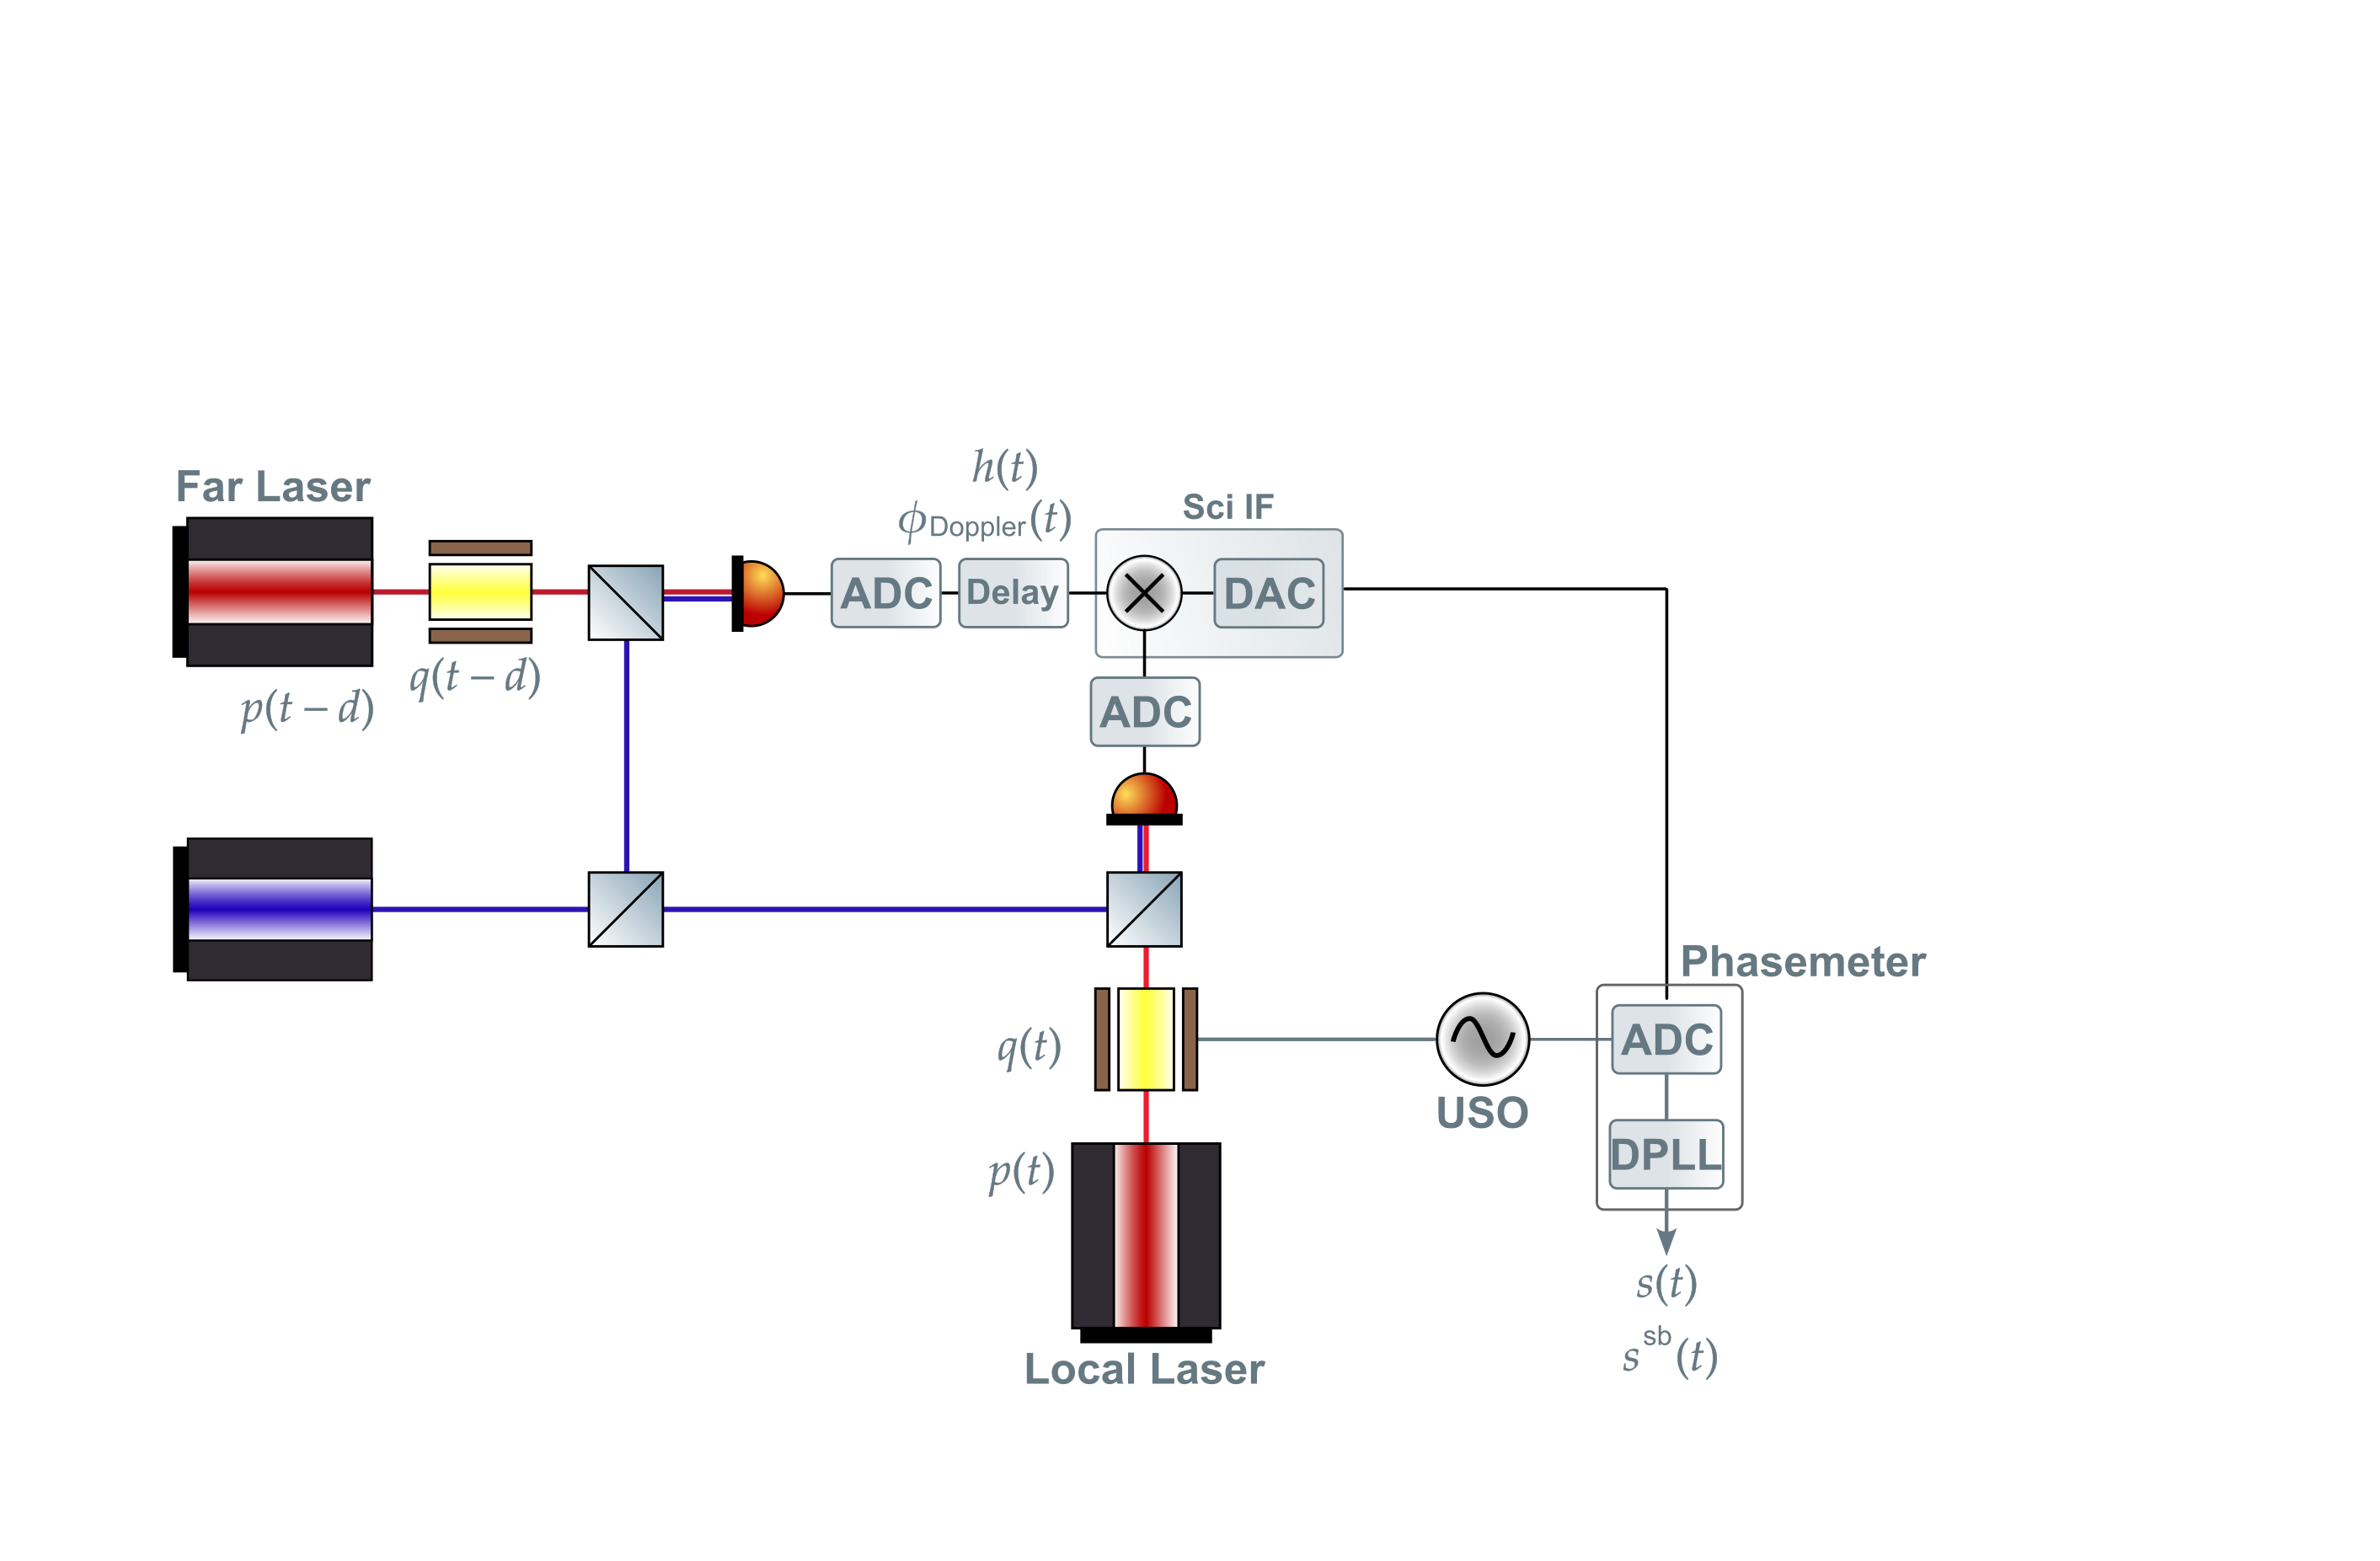 Far Laser
p(t − d)
q(t − d)
h(t)
ϕDoppler(t)
ADC
Delay
Sci IF
DAC
ADC
q(t)
p(t)
Local Laser
USO
Phasemeter
ADC
DPLL
s(t)
s^sb(t)